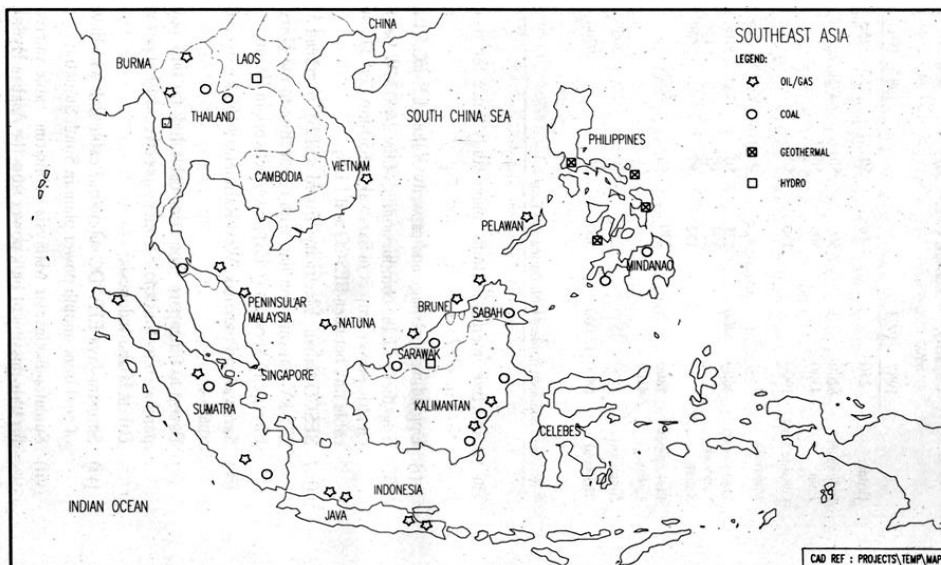 CHINA
SOUTHEAST ASIA
LEGEND:
OIL/GAS
COAL
GEOTHERMAL
HYDRO
BURMA
LAOS
THAILAND
SOUTH CHINA SEA
PHILIPPINES
CAMBODIA
VIETNAM
PELAWAN
MINDANAO
BRUNEI
SABAH
PENINSULAR
MALAYSIA
NATUNA
SARAWAK
SINGAPORE
SUMATRA
KALIMANTAN
CELEBES
INDIAN OCEAN
INDONESIA
JAVA
CAD REF : PROJECTS\TEMP\MAP